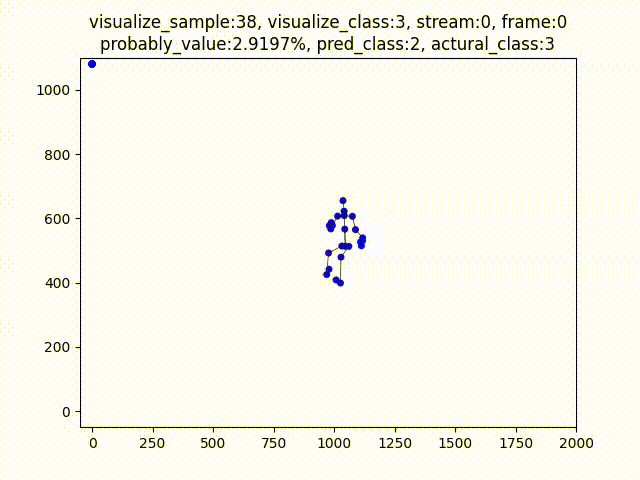 visualize_sample:38, visualize_class:3, stream:0, frame:0
probably_value:2.9197%, pred_class:2, actural_class:3
1000
800
600
400
200
0
0 250 500 750 1000 1250 1500 1750 2000